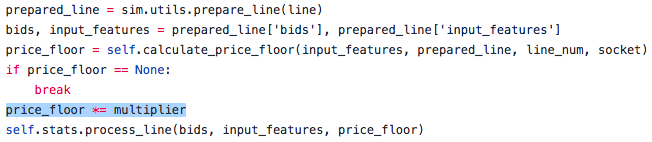 prepared_line = sim.utils.prepare_line(line)
bids, input_features = prepared_line['bids'], prepared_line['input_features']
price_floor = self.calculate_price_floor(input_features, prepared_line, line_num, socket)
if price_floor == None:
    break
price_floor *= multiplier
self.stats.process_line(bids, input_features, price_floor)